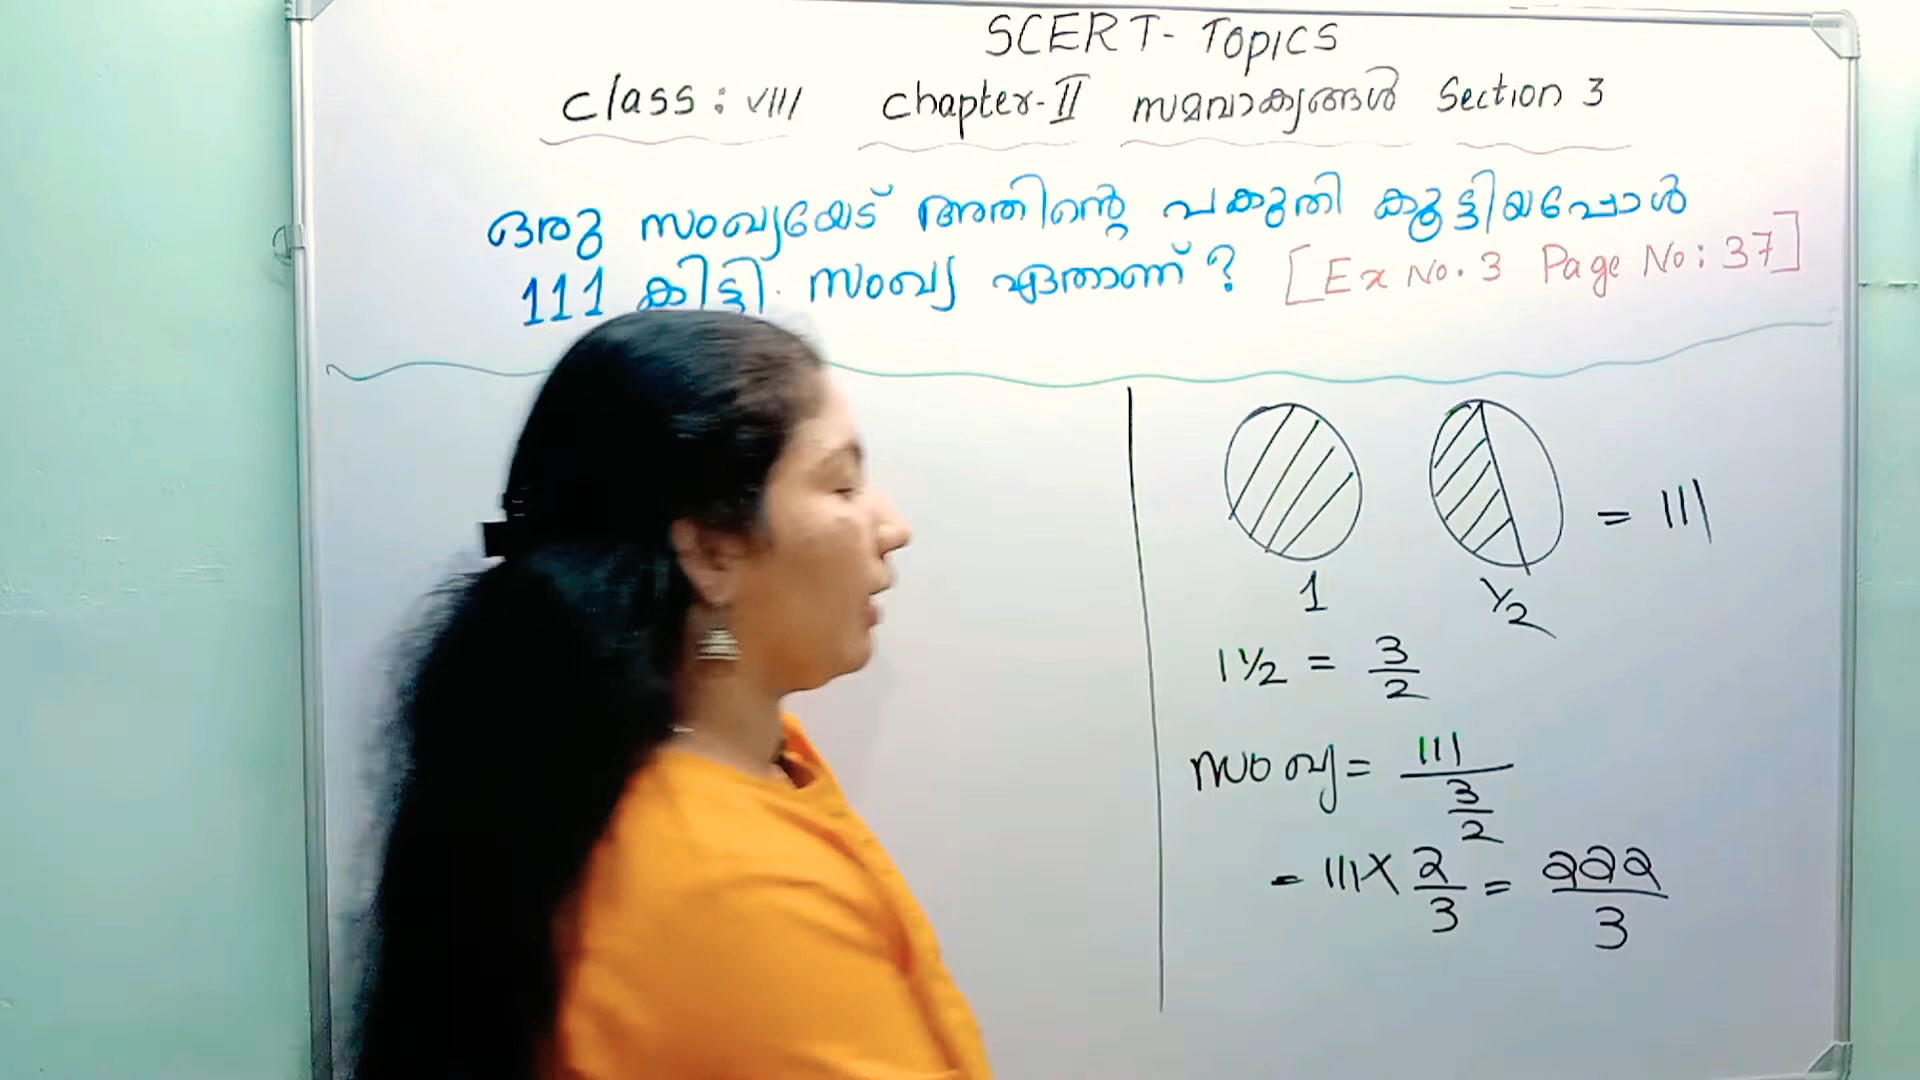 SCERT - TOPICS
Class : VIII Chapter-II സമവാക്യങ്ങൾ Section 3
ഒരു സംഖ്യയോട് അതിന്റെ പകുതി കൂട്ടിയപ്പോൾ
111 കിട്ടി. സംഖ്യ ഏതാണ് ? [Ex No. 3 Page No: 37]
= 111
1 1/2
1 1/2 = 3/2
സംഖ്യ = 111 / (3/2)
= 111 X 2/3 = 222/3